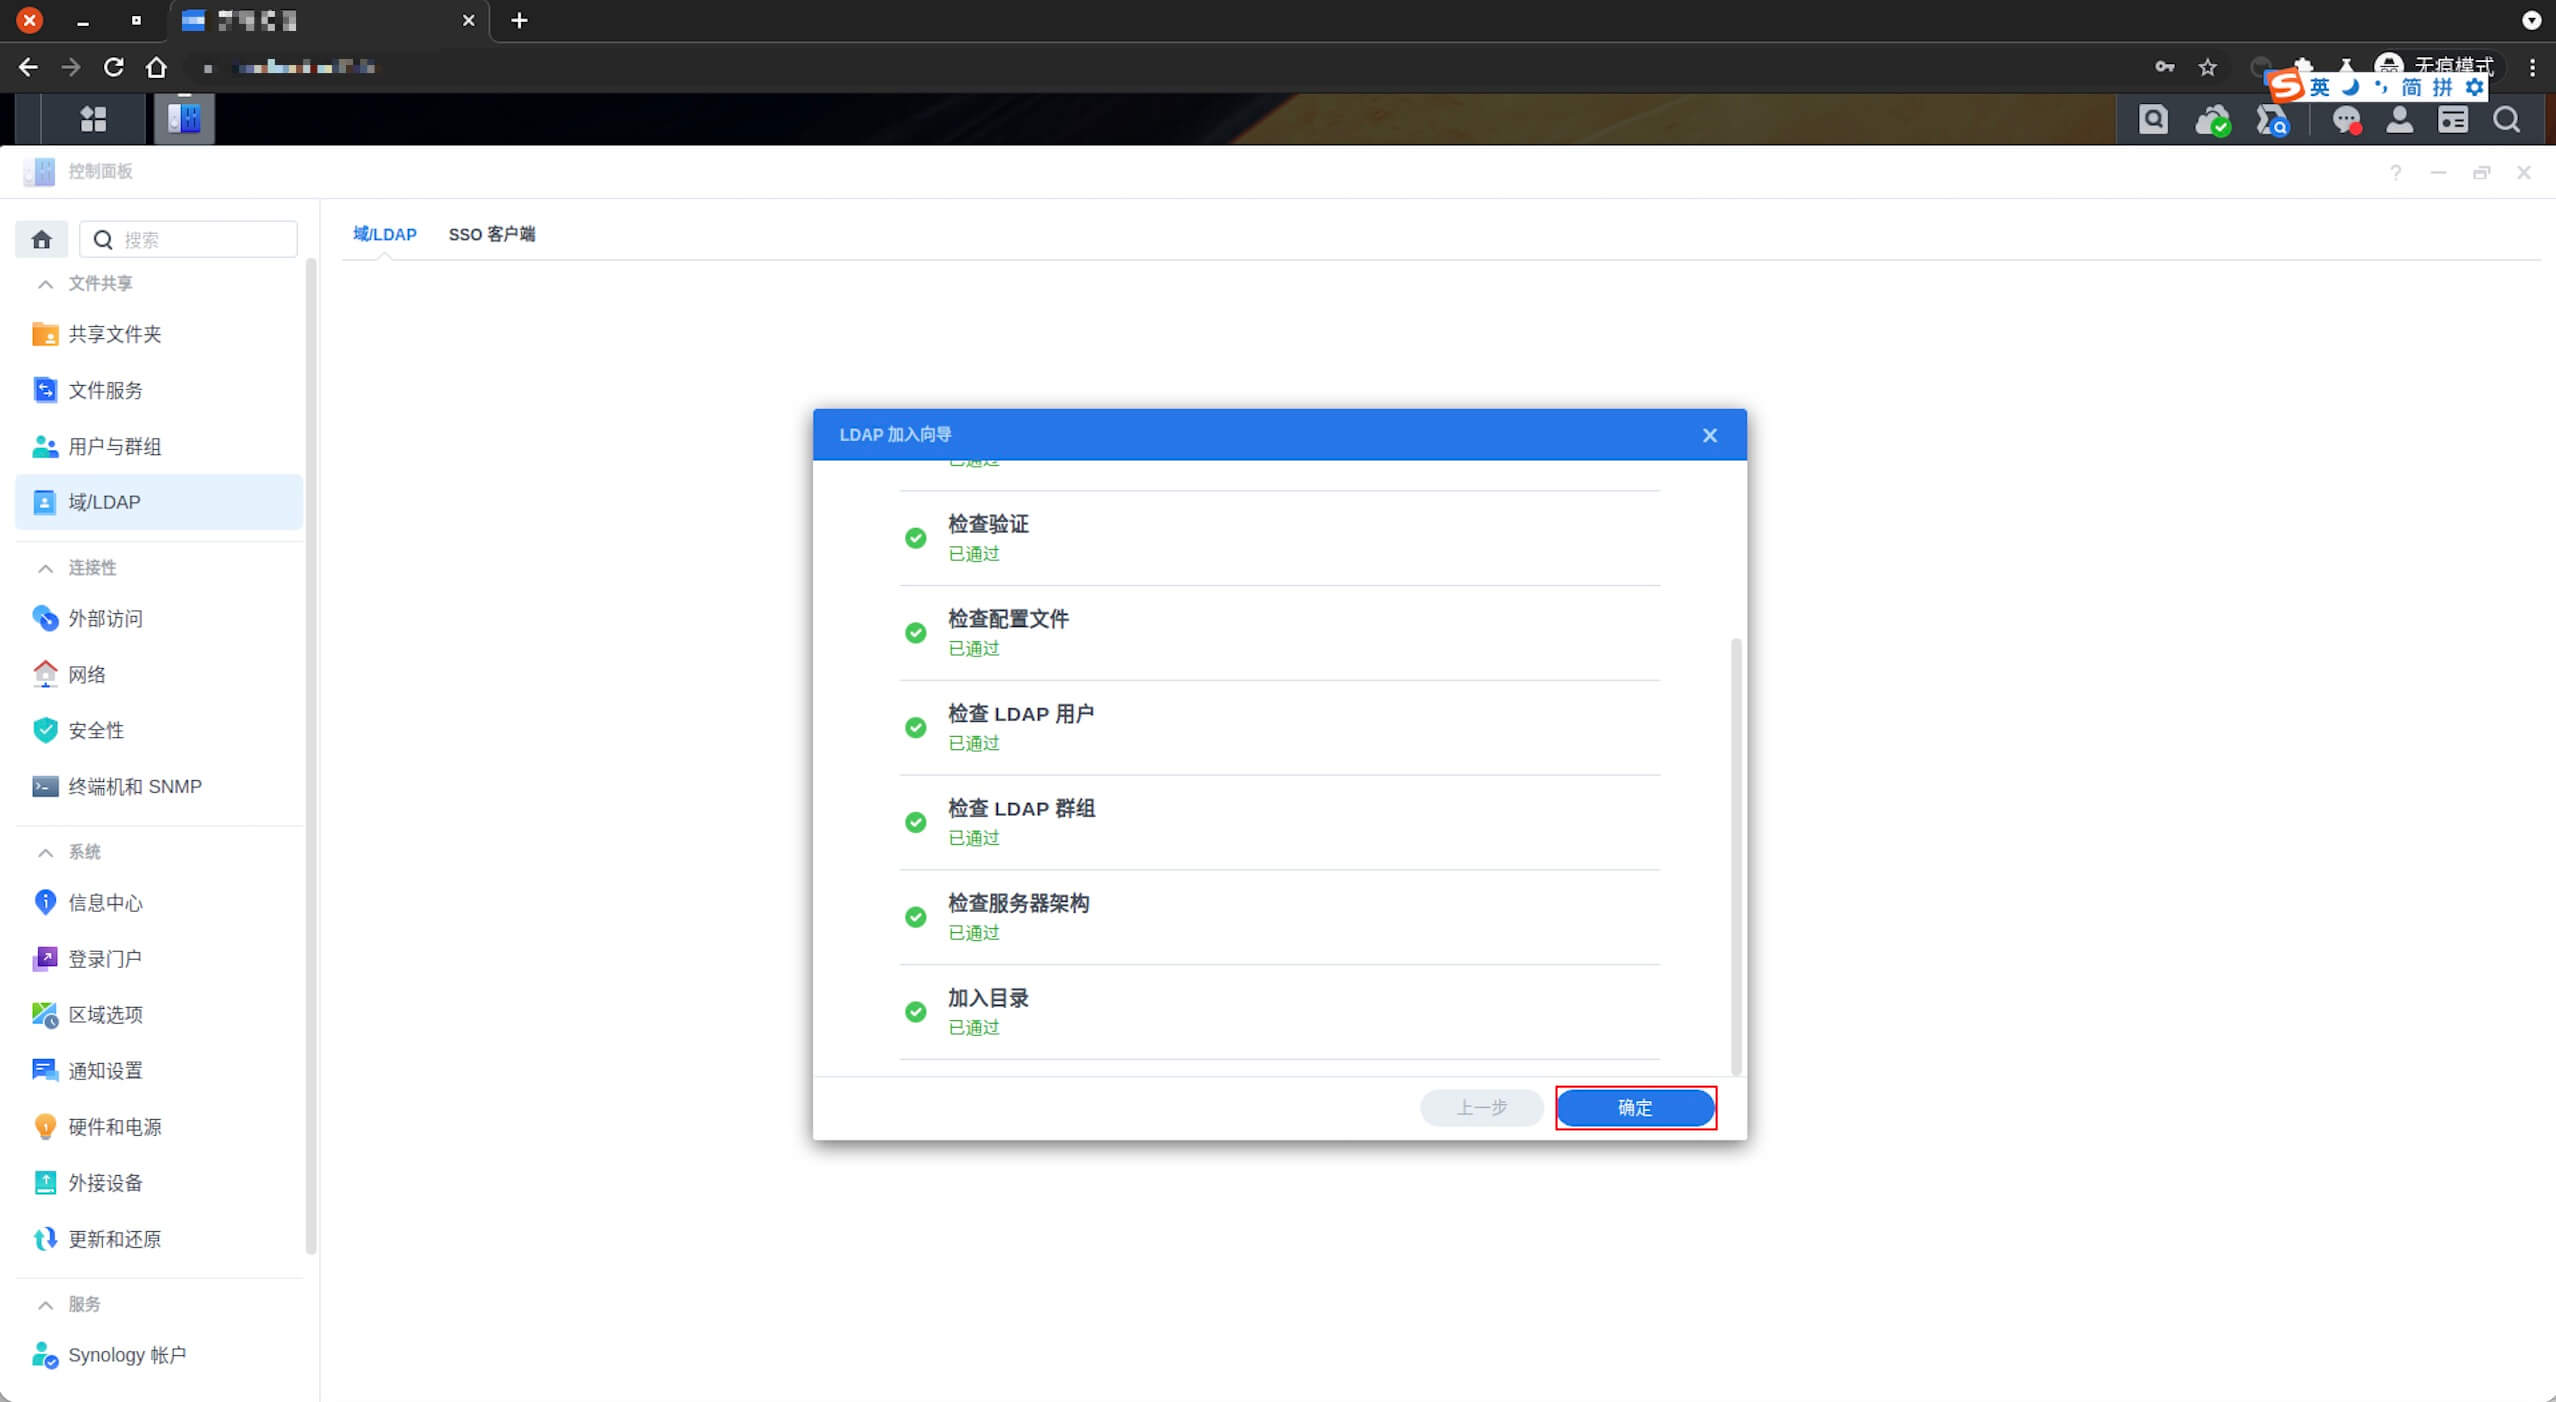 无痕模式
英 简 拼
控制面板
搜索
文件共享
共享文件夹
文件服务
用户与群组
域/LDAP
连接性
外部访问
网络
安全性
终端机和 SNMP
系统
信息中心
登录门户
区域选项
通知设置
硬件和电源
外接设备
更新和还原
服务
Synology 帐户
域/LDAP SSO 客户端
LDAP 加入向导
已通过
检查验证
已通过
检查配置文件
已通过
检查 LDAP 用户
已通过
检查 LDAP 群组
已通过
检查服务器架构
已通过
加入目录
已通过
上一步 确定